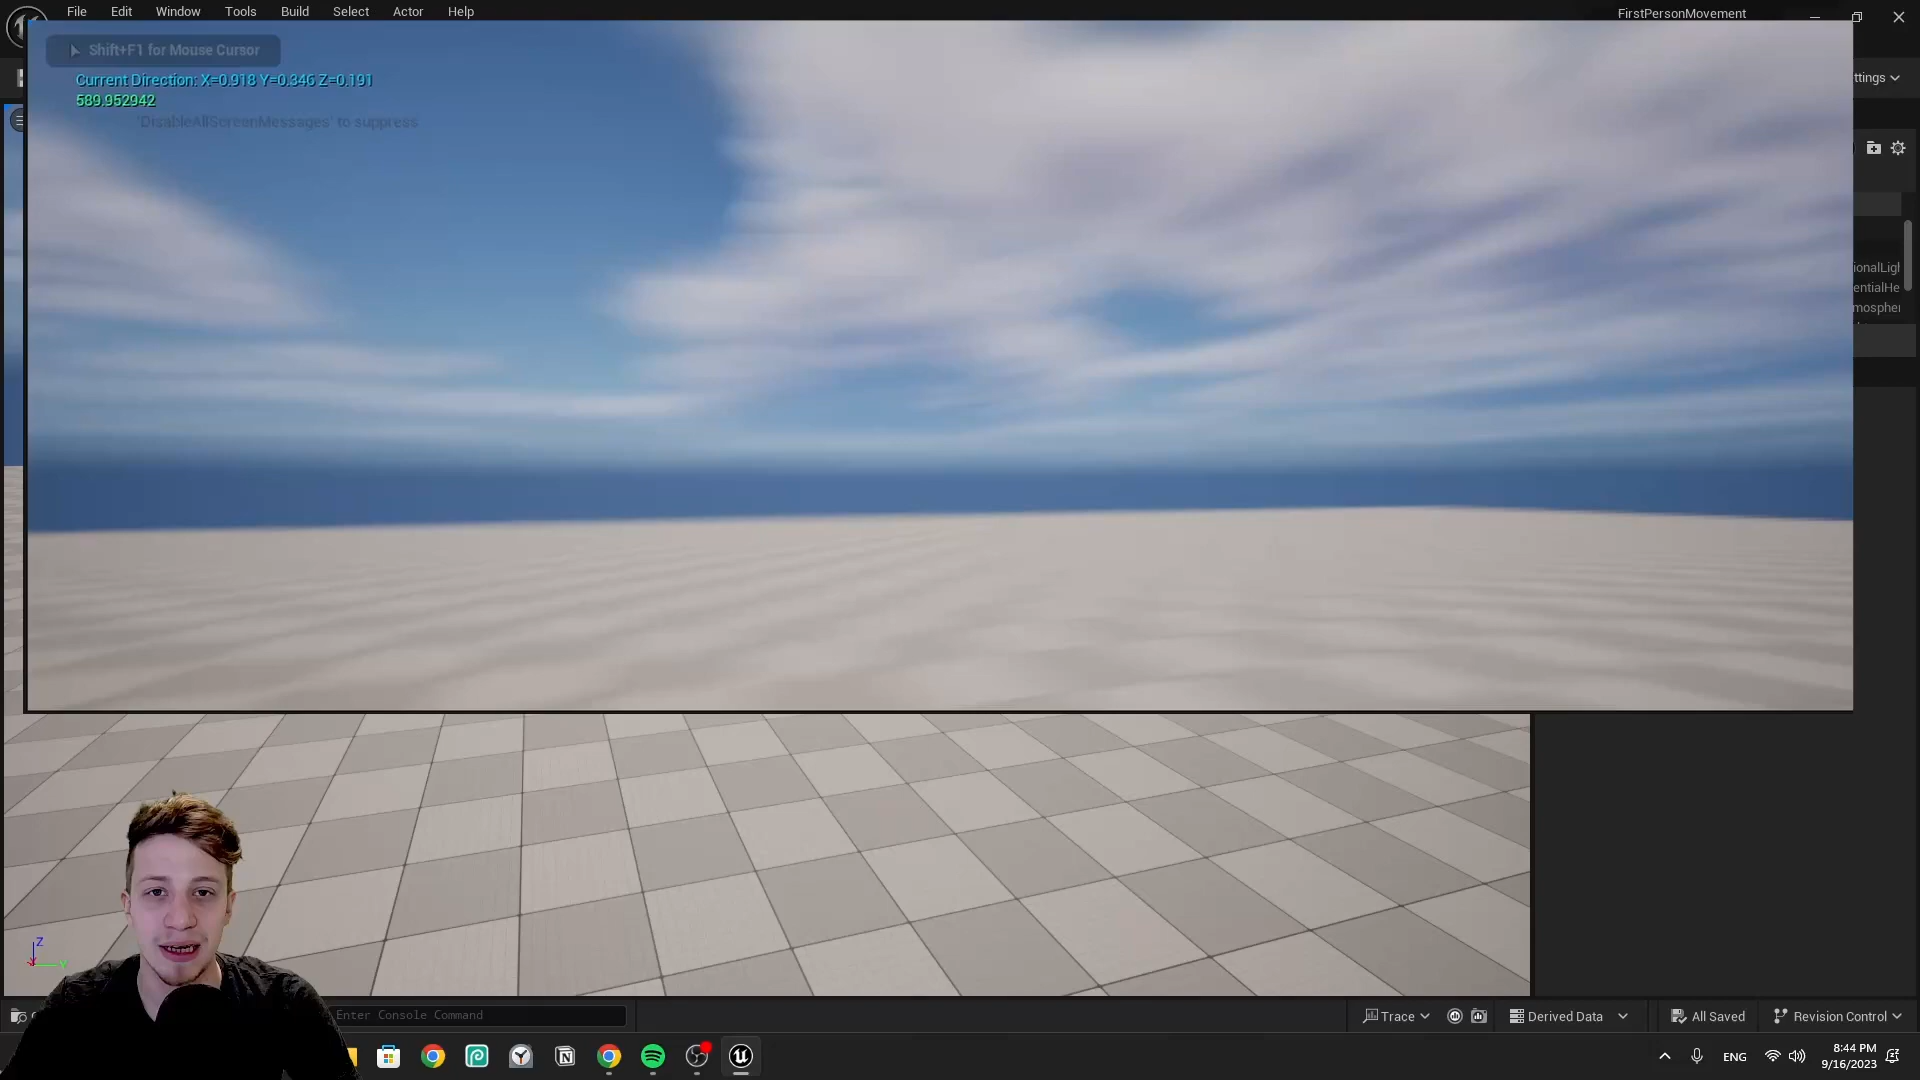 File Edit Window Tools Build Select Actor Help
FirstPersonMovement
Shift+F1 for Mouse Cursor
ttings
Current Direction: X=0.918 Y=0.346 Z=0.191
589.952942
'DisableAllScreenMessages' to suppress
ionalLigh
entialHe
mospher
Z
Y
Enter Console Command
Trace
Derived Data
All Saved
Revision Control
ENG
8:44 PM
9/16/2023